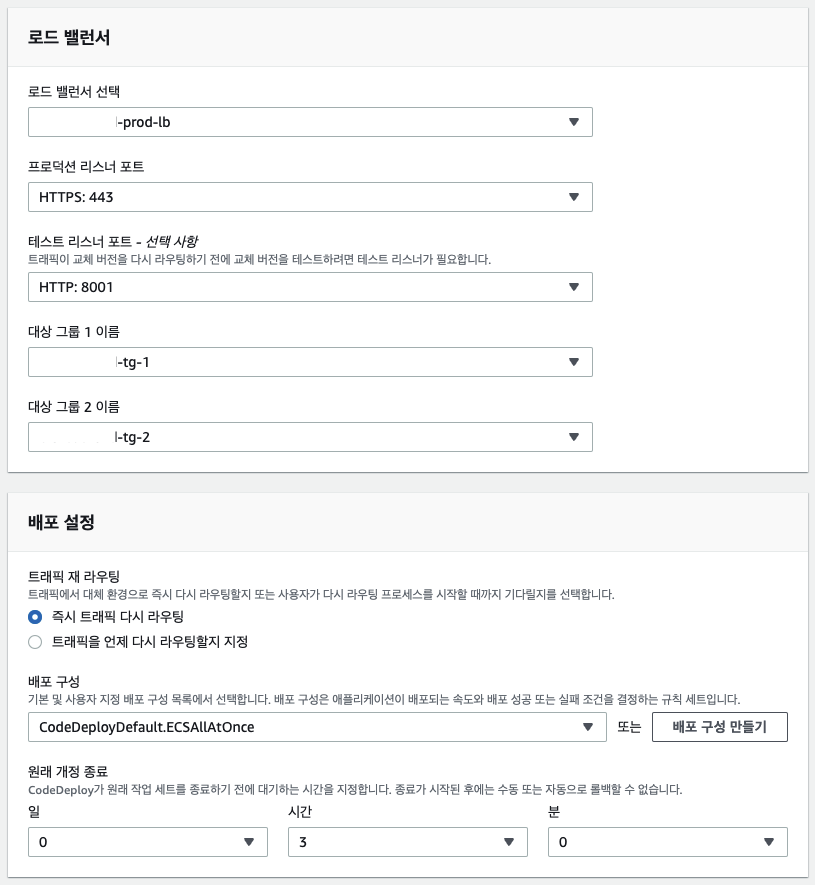 로드 밸런서
로드 밸런서 선택
-prod-lb
프로덕션 리스너 포트
HTTPS: 443
테스트 리스너 포트 - 선택 사항
트래픽이 교체 버전을 다시 라우팅하기 전에 교체 버전을 테스트하려면 테스트 리스너가 필요합니다.
HTTP: 8001
대상 그룹 1 이름
-tg-1
대상 그룹 2 이름
-tg-2
배포 설정
트래픽 재 라우팅
트래픽에서 대체 환경으로 즉시 다시 라우팅할지 또는 사용자가 다시 라우팅 프로세스를 시작할 때까지 기다릴지를 선택합니다.
즉시 트래픽 다시 라우팅
트래픽을 언제 다시 라우팅할지 지정
배포 구성
기본 및 사용자 지정 배포 구성 목록에서 선택합니다. 배포 구성은 애플리케이션이 배포되는 속도와 배포 성공 또는 실패 조건을 결정하는 규칙 세트입니다.
CodeDeployDefault.ECSAllAtOnce 또는 배포 구성 만들기
원래 개정 종료
CodeDeploy가 원래 작업 세트를 종료하기 전에 대기하는 시간을 지정합니다. 종료가 시작된 후에는 수동 또는 자동으로 롤백할 수 없습니다.
일 시간 분
0 3 0